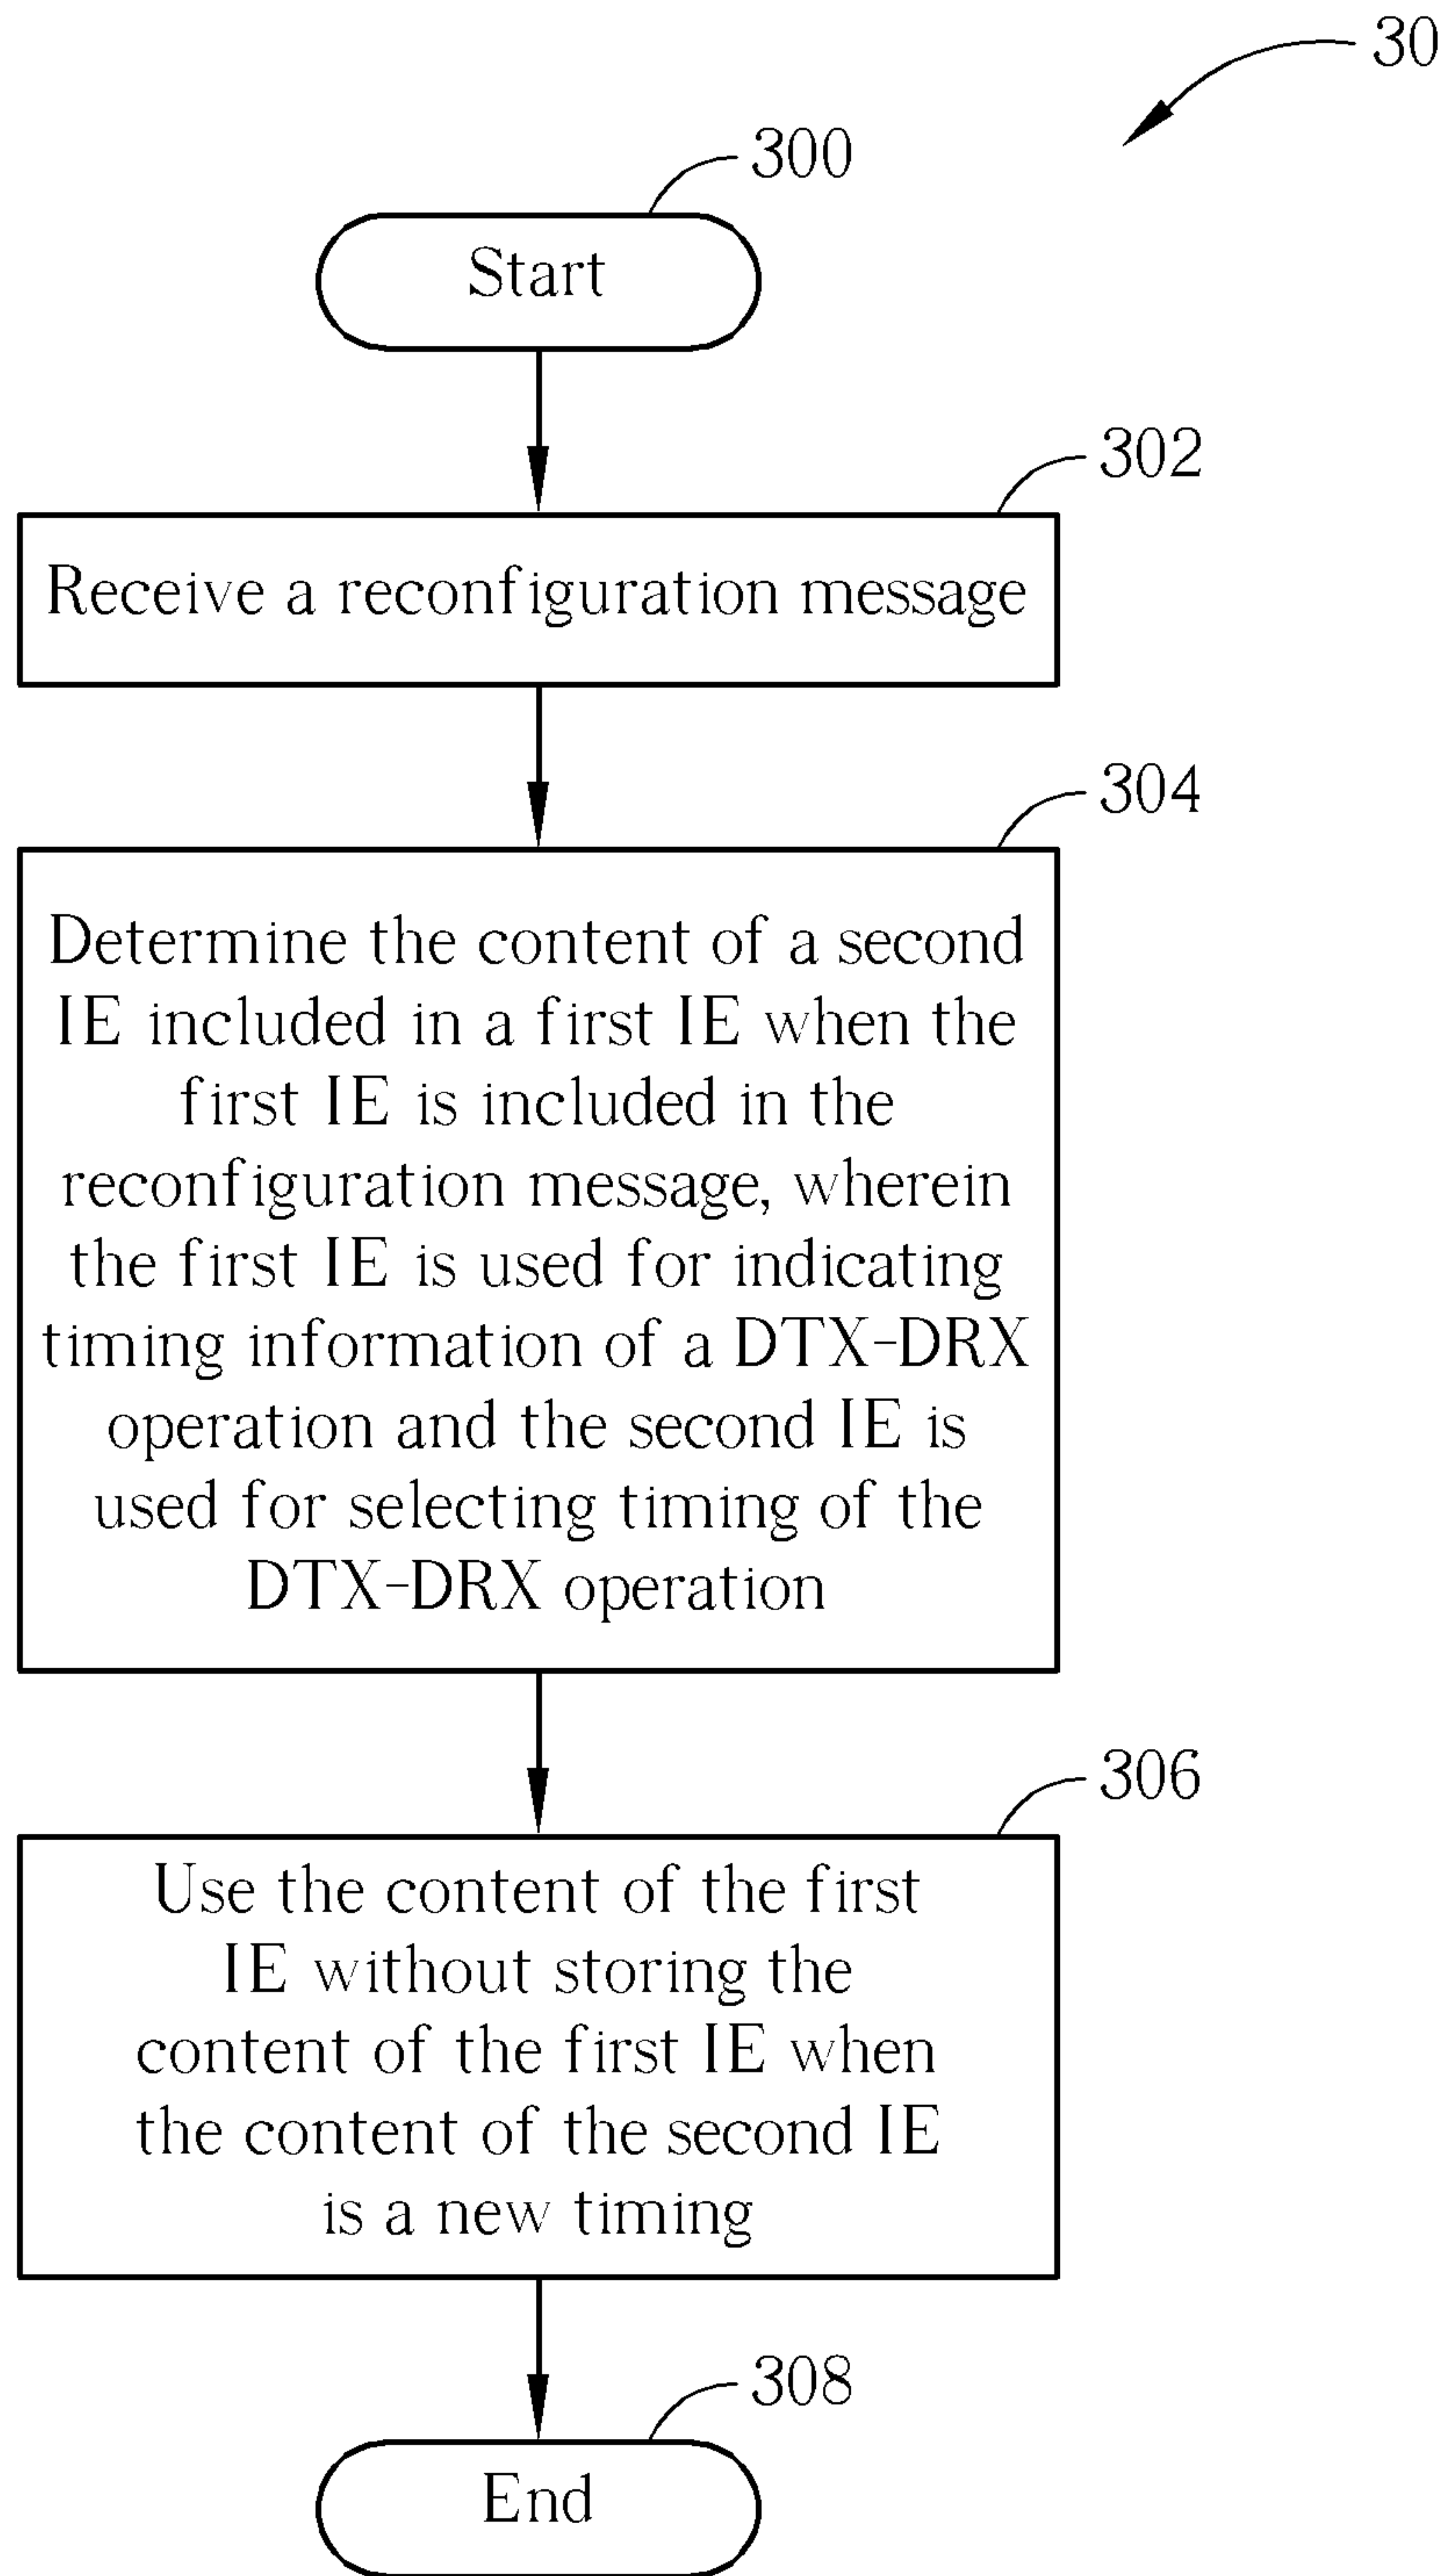 30
300
Start
302
Receive a reconfiguration message
304
Determine the content of a second
IE included in a first IE when the
first IE is included in the
reconfiguration message, wherein
the first IE is used for indicating
timing information of a DTX-DRX
operation and the second IE is
used for selecting timing of the
DTX-DRX operation
306
Use the content of the first
IE without storing the
content of the first IE when
the content of the second IE
is a new timing
308
End